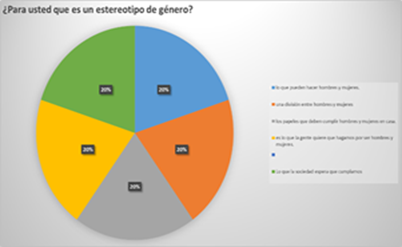 ¿Para usted que es un estereotipo de género?
20%
20%
20%
20%
20%
lo que pueden hacer hombres y mujeres.
una división entre hombres y mujeres
los papeles que deben cumplir hombres y mujeres en casa
es lo que la gente quiere que hagamos por ser hombres y
mujeres.
Lo que la sociedad espera que cumplamos